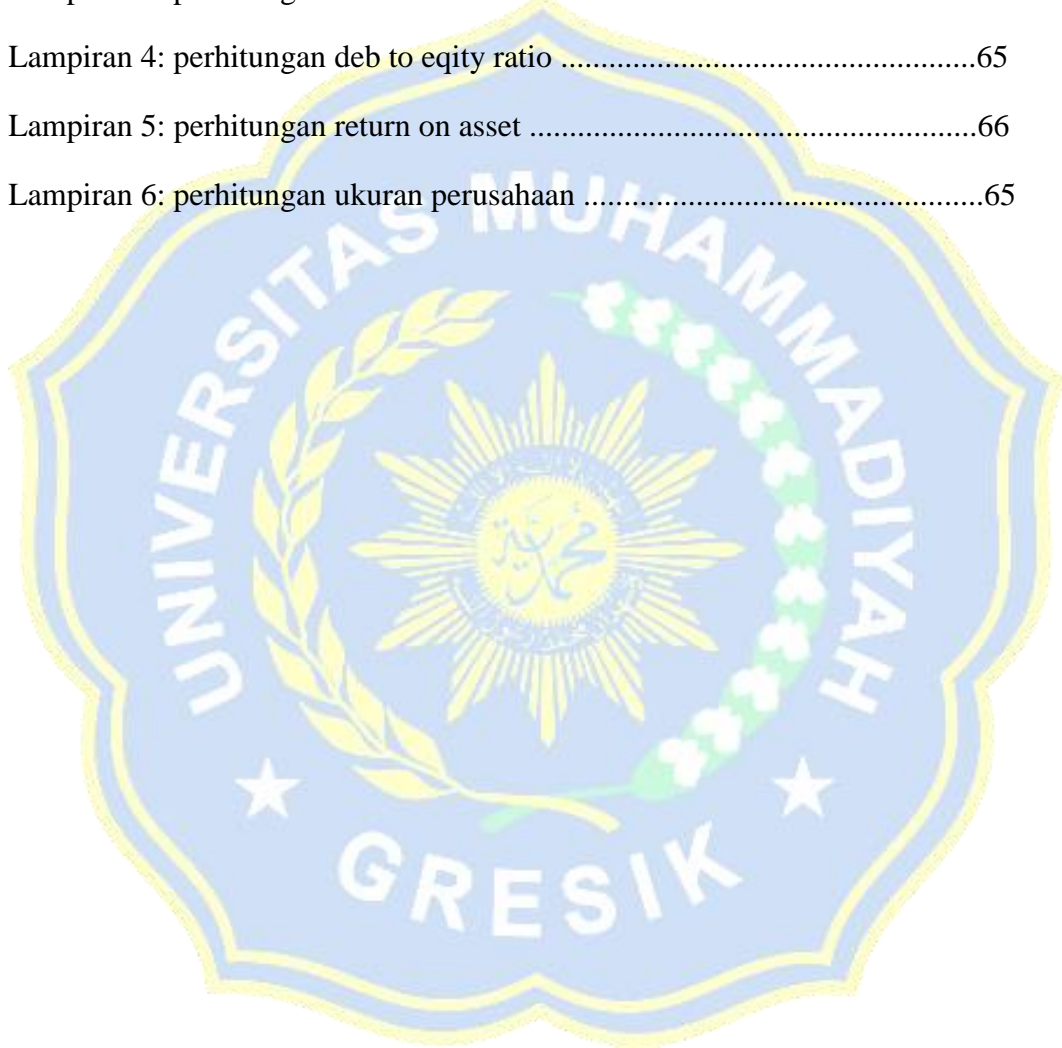 Lampiran 4: perhitungan deb to eqity ratio ....................................................65
Lampiran 5: perhitungan return on asset ........................................................66
Lampiran 6: perhitungan ukuran perusahaan ..................................................65
UNIVERSITAS MUHAMMADIYAH
محمدية
GRESIK